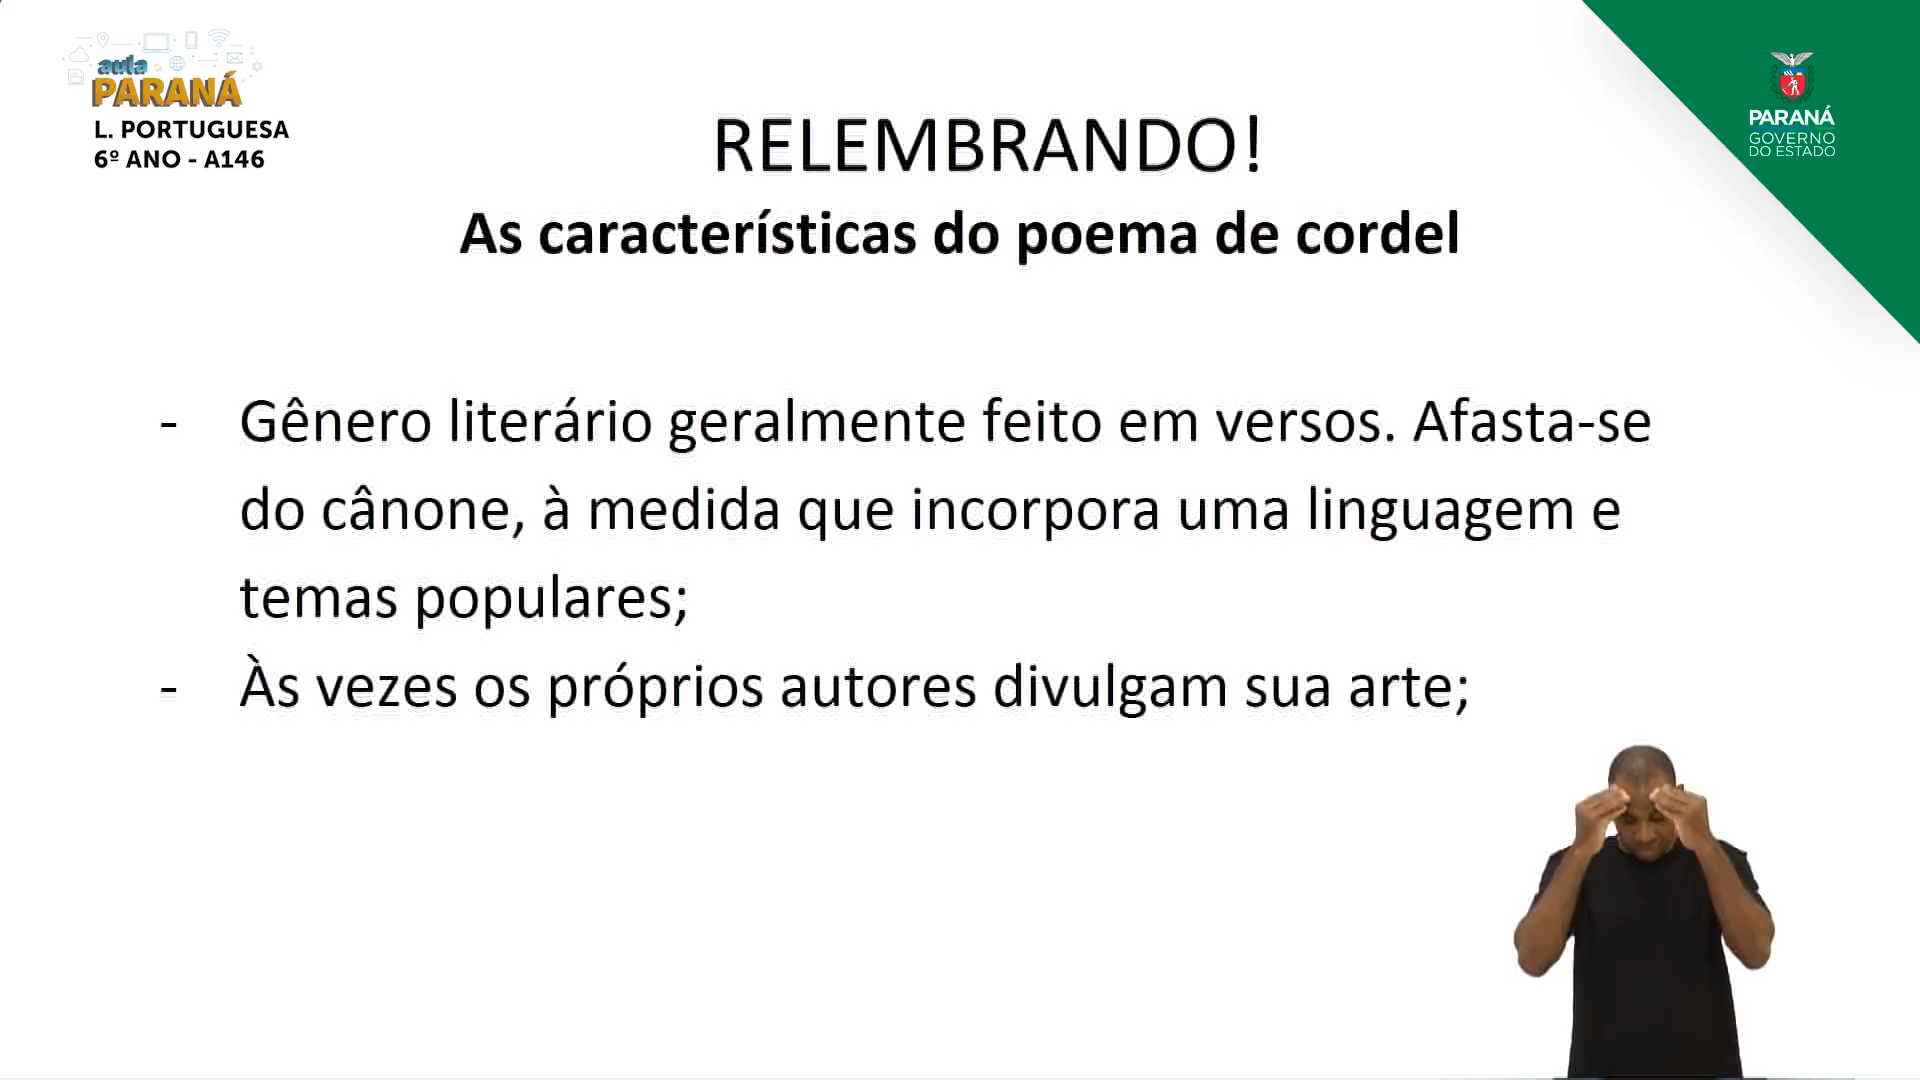 aula
PARANÁ
L. PORTUGUESA
6º ANO - A146
PARANÁ
GOVERNO
DO ESTADO
RELEMBRANDO!
As características do poema de cordel
- Gênero literário geralmente feito em versos. Afasta-se
do cânone, à medida que incorpora uma linguagem e
temas populares;
- Às vezes os próprios autores divulgam sua arte;